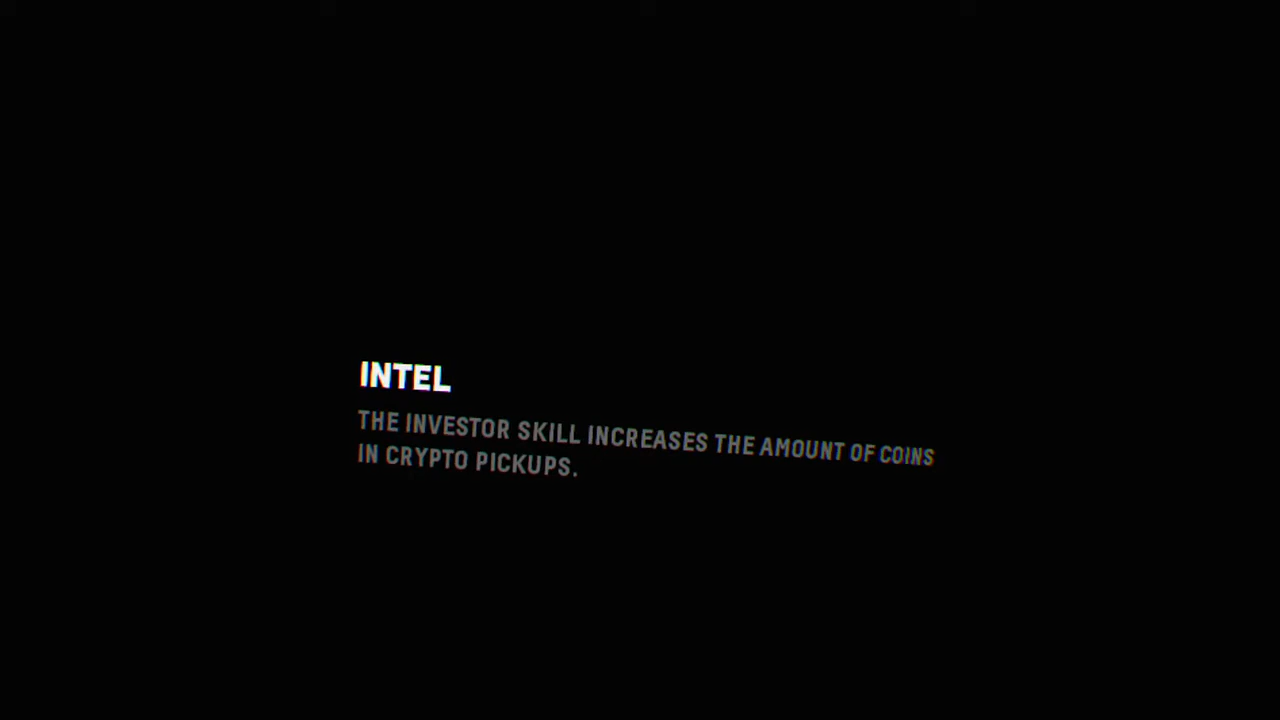 INTEL
THE INVESTOR SKILL INCREASES THE AMOUNT OF COINS
IN CRYPTO PICKUPS.